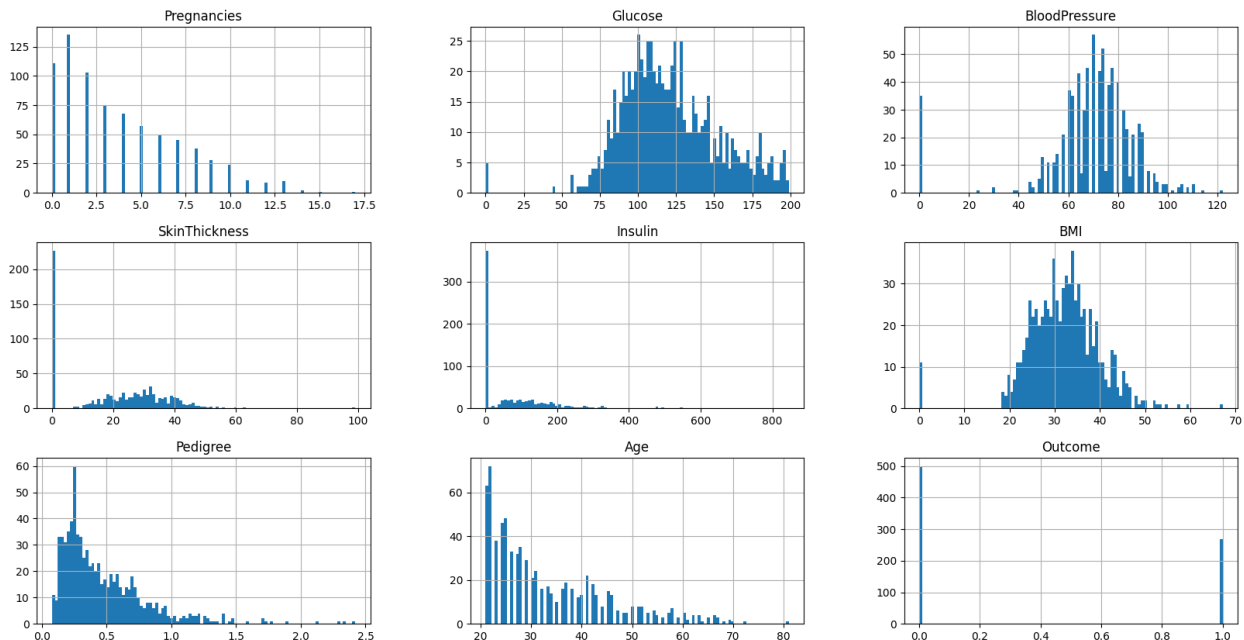 Pregnancies
125
100
75
50
25
0
0.0 2.5 5.0 7.5 10.0 12.5 15.0 17.5
Glucose
25
20
15
10
5
0
0 25 50 75 100 125 150 175 200
BloodPressure
50
40
30
20
10
0
0 20 40 60 80 100 120
SkinThickness
200
150
100
50
0
0 20 40 60 80 100
Insulin
300
200
100
0
0 200 400 600 800
BMI
30
20
10
0
0 10 20 30 40 50 60 70
Pedigree
60
50
40
30
20
10
0
0.0 0.5 1.0 1.5 2.0 2.5
Age
60
40
20
0
20 30 40 50 60 70 80
Outcome
500
400
300
200
100
0
0.0 0.2 0.4 0.6 0.8 1.0